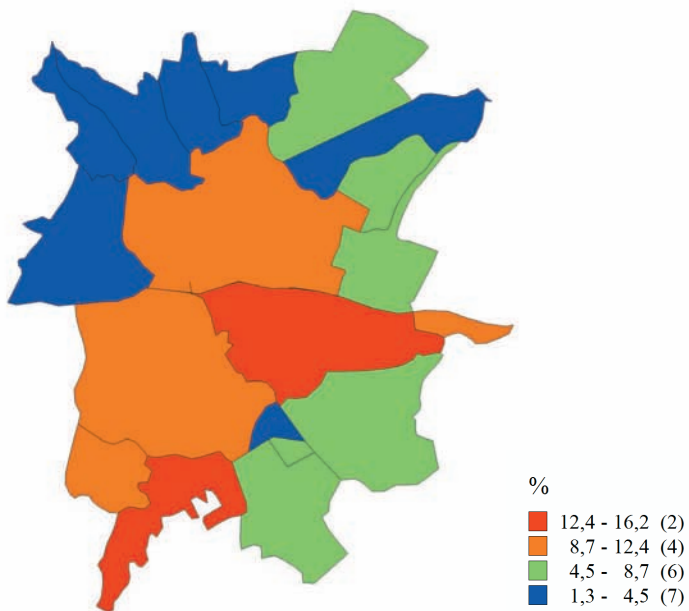 %
12,4 - 16,2 (2)
8,7 - 12,4 (4)
4,5 - 8,7 (6)
1,3 - 4,5 (7)